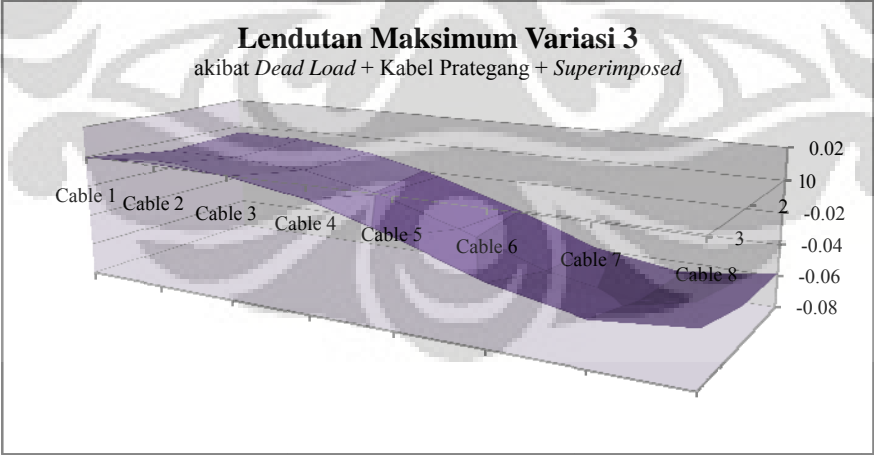 Lendutan Maksimum Variasi 3
akibat Dead Load + Kabel Prategang + Superimposed
0.02
0
-0.02
-0.04
-0.06
-0.08
1
2
3
Cable 1
Cable 2
Cable 3
Cable 4
Cable 5
Cable 6
Cable 7
Cable 8